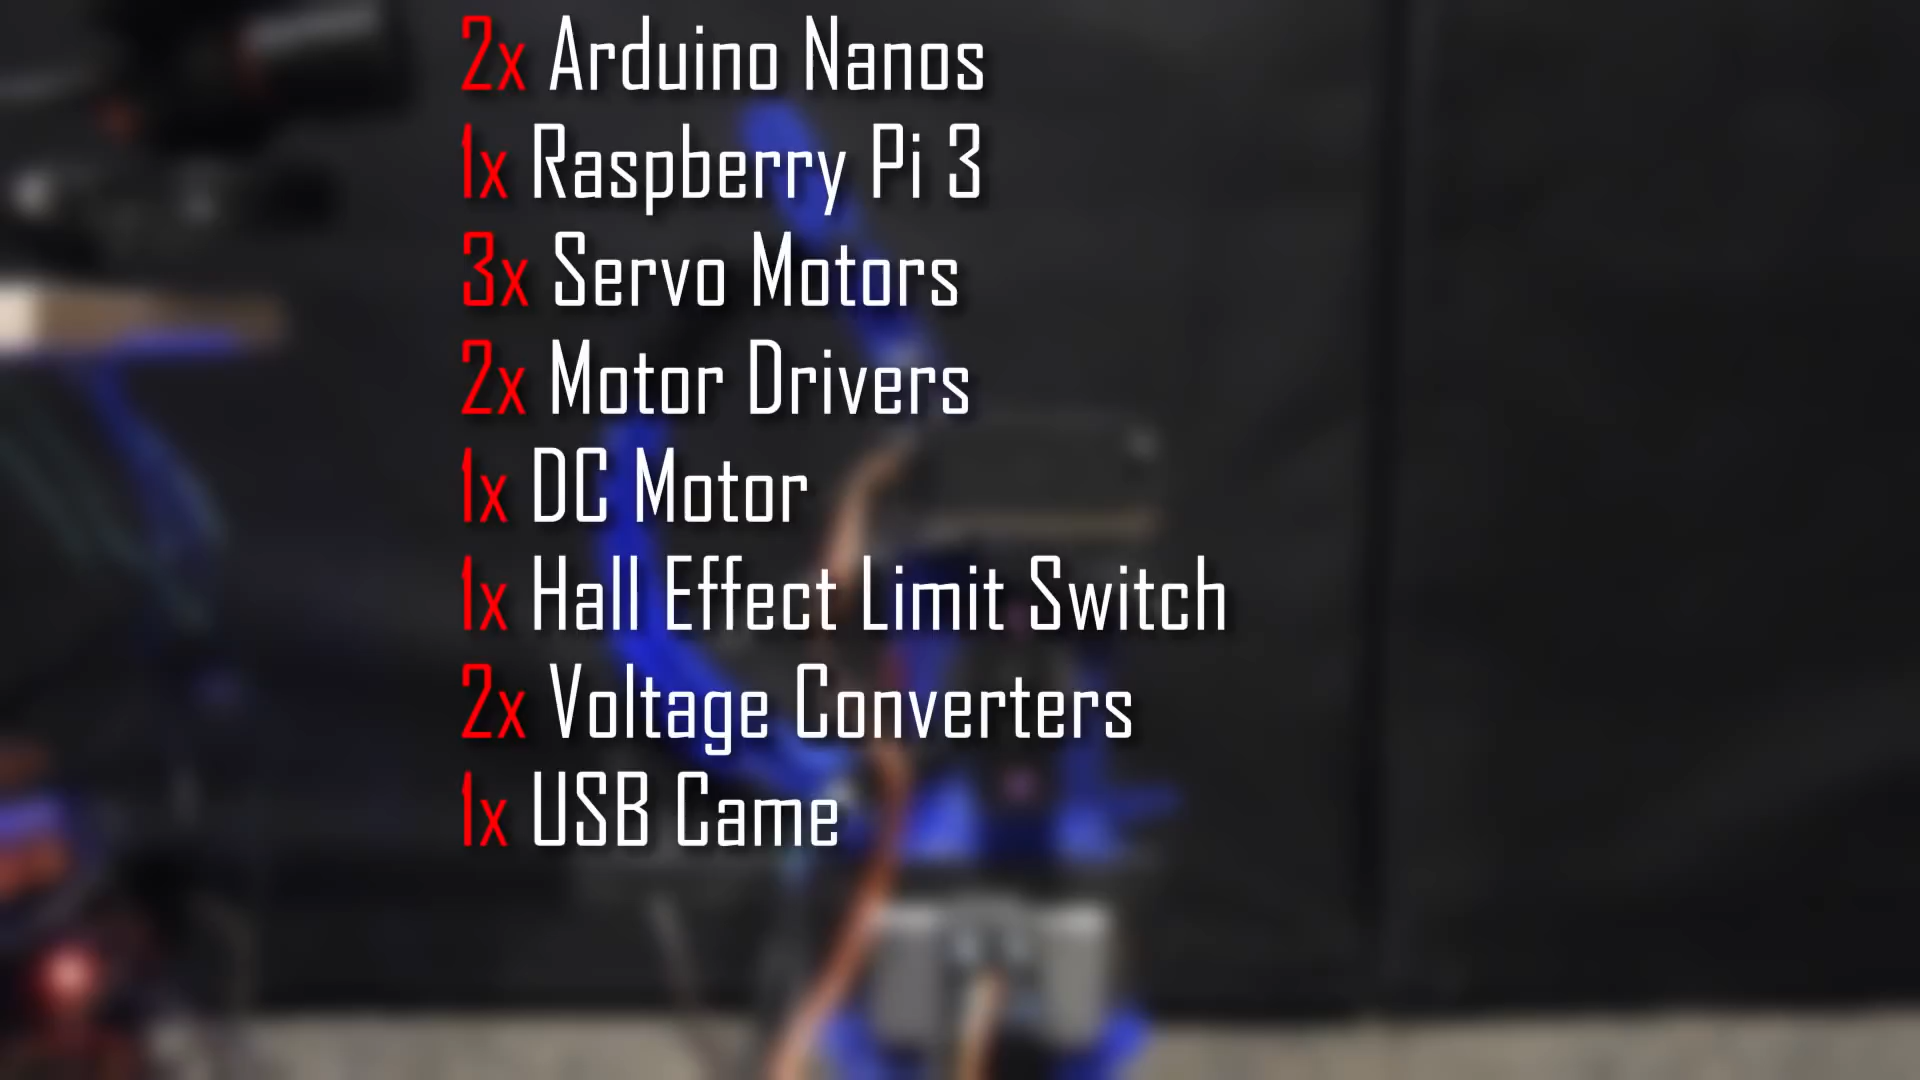 2x Arduino Nanos
1x Raspberry Pi 3
3x Servo Motors
2x Motor Drivers
1x DC Motor
1x Hall Effect Limit Switch
2x Voltage Converters
1x USB Came